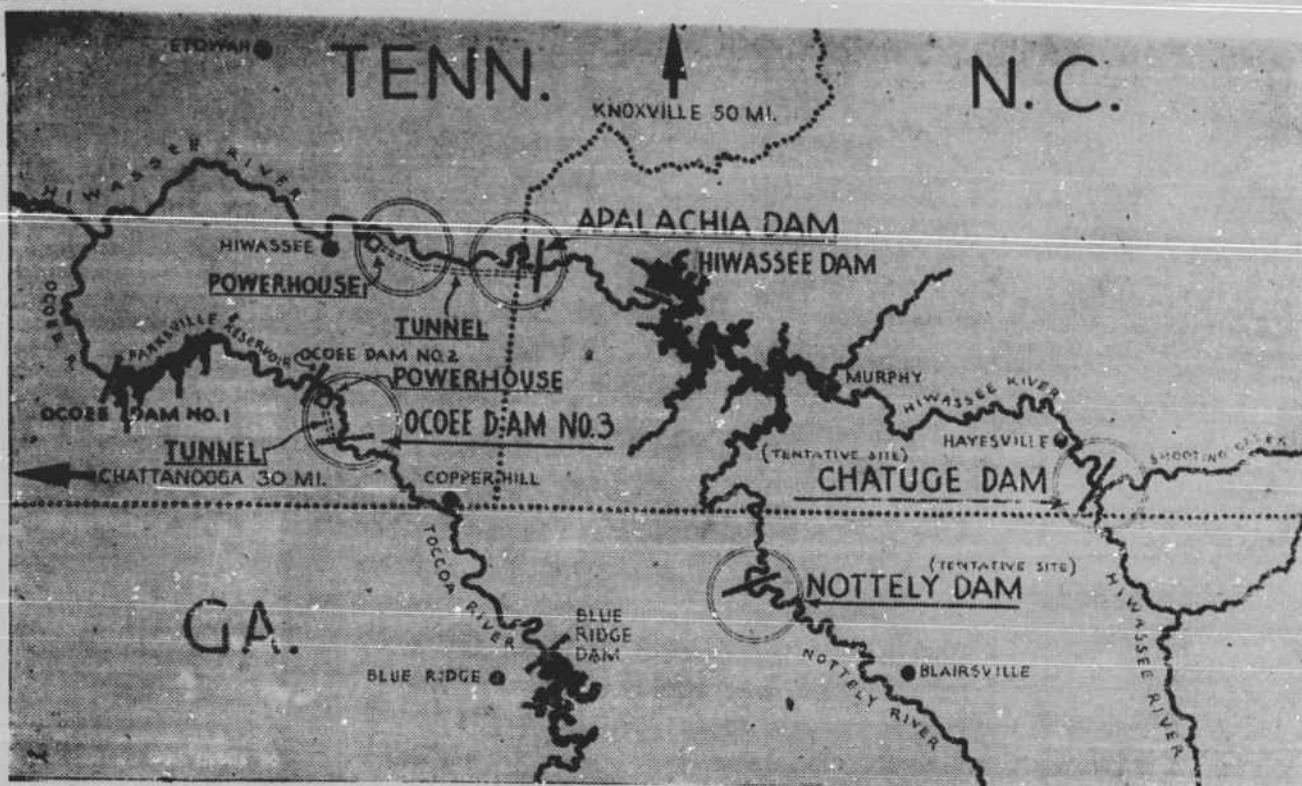 ETOWAH
TENN.
N. C.
KNOXVILLE 50 MI.
HIWASSEE RIVER
APALACHIA DAM
HIWASSEE
HIWASSEE DAM
POWERHOUSE
TUNNEL
OCOEE R.
PARKSVILLE RESERVOIR
OCOEE DAM NO.2
POWERHOUSE
MURPHY
HIWASSEE RIVER
OCOEE DAM NO.1
OCOEE DAM NO.3
HAYESVILLE
SHOOTING CREEK
TUNNEL
(TENTATIVE SITE)
CHATUGE DAM
CHATTANOOGA 30 MI.
COPPER HILL
TOCCOA RIVER
(TENTATIVE SITE)
NOTTELY DAM
HIWASSEE RIVER
GA.
BLUE
RIDGE
DAM
BLUE RIDGE
NOTTELY RIVER
BLAIRSVILLE